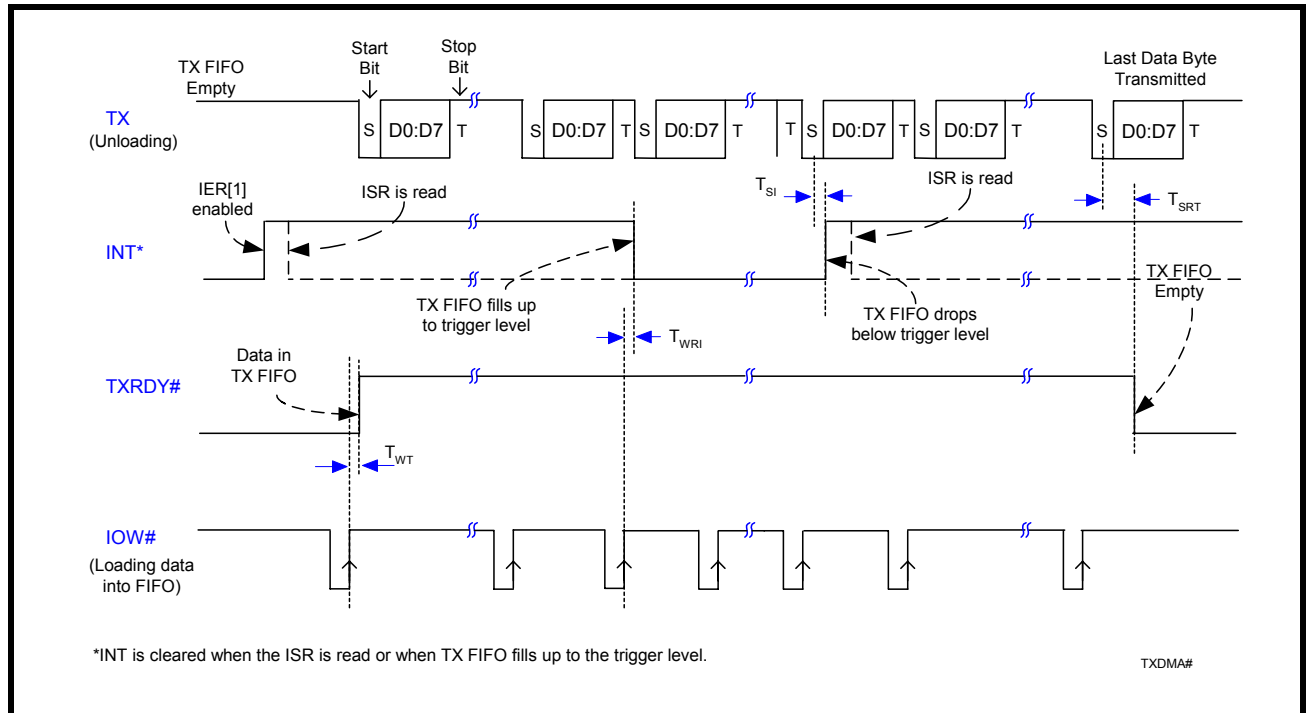 TX FIFO
Empty
Start
Bit
Stop
Bit
Last Data Byte
Transmitted
TX
(Unloading)
S D0:D7 T S D0:D7 T S D0:D7 T T S D0:D7 T S D0:D7 T S D0:D7 T
IER[1]
enabled
ISR is read
TSI
ISR is read
TSRT
INT*
TX FIFO fills up
to trigger level
TX FIFO drops
below trigger level
TX FIFO
Empty
TWRI
Data in
TX FIFO
TXRDY#
TWT
IOW#
(Loading data
into FIFO)
*INT is cleared when the ISR is read or when TX FIFO fills up to the trigger level.
TXDMA#